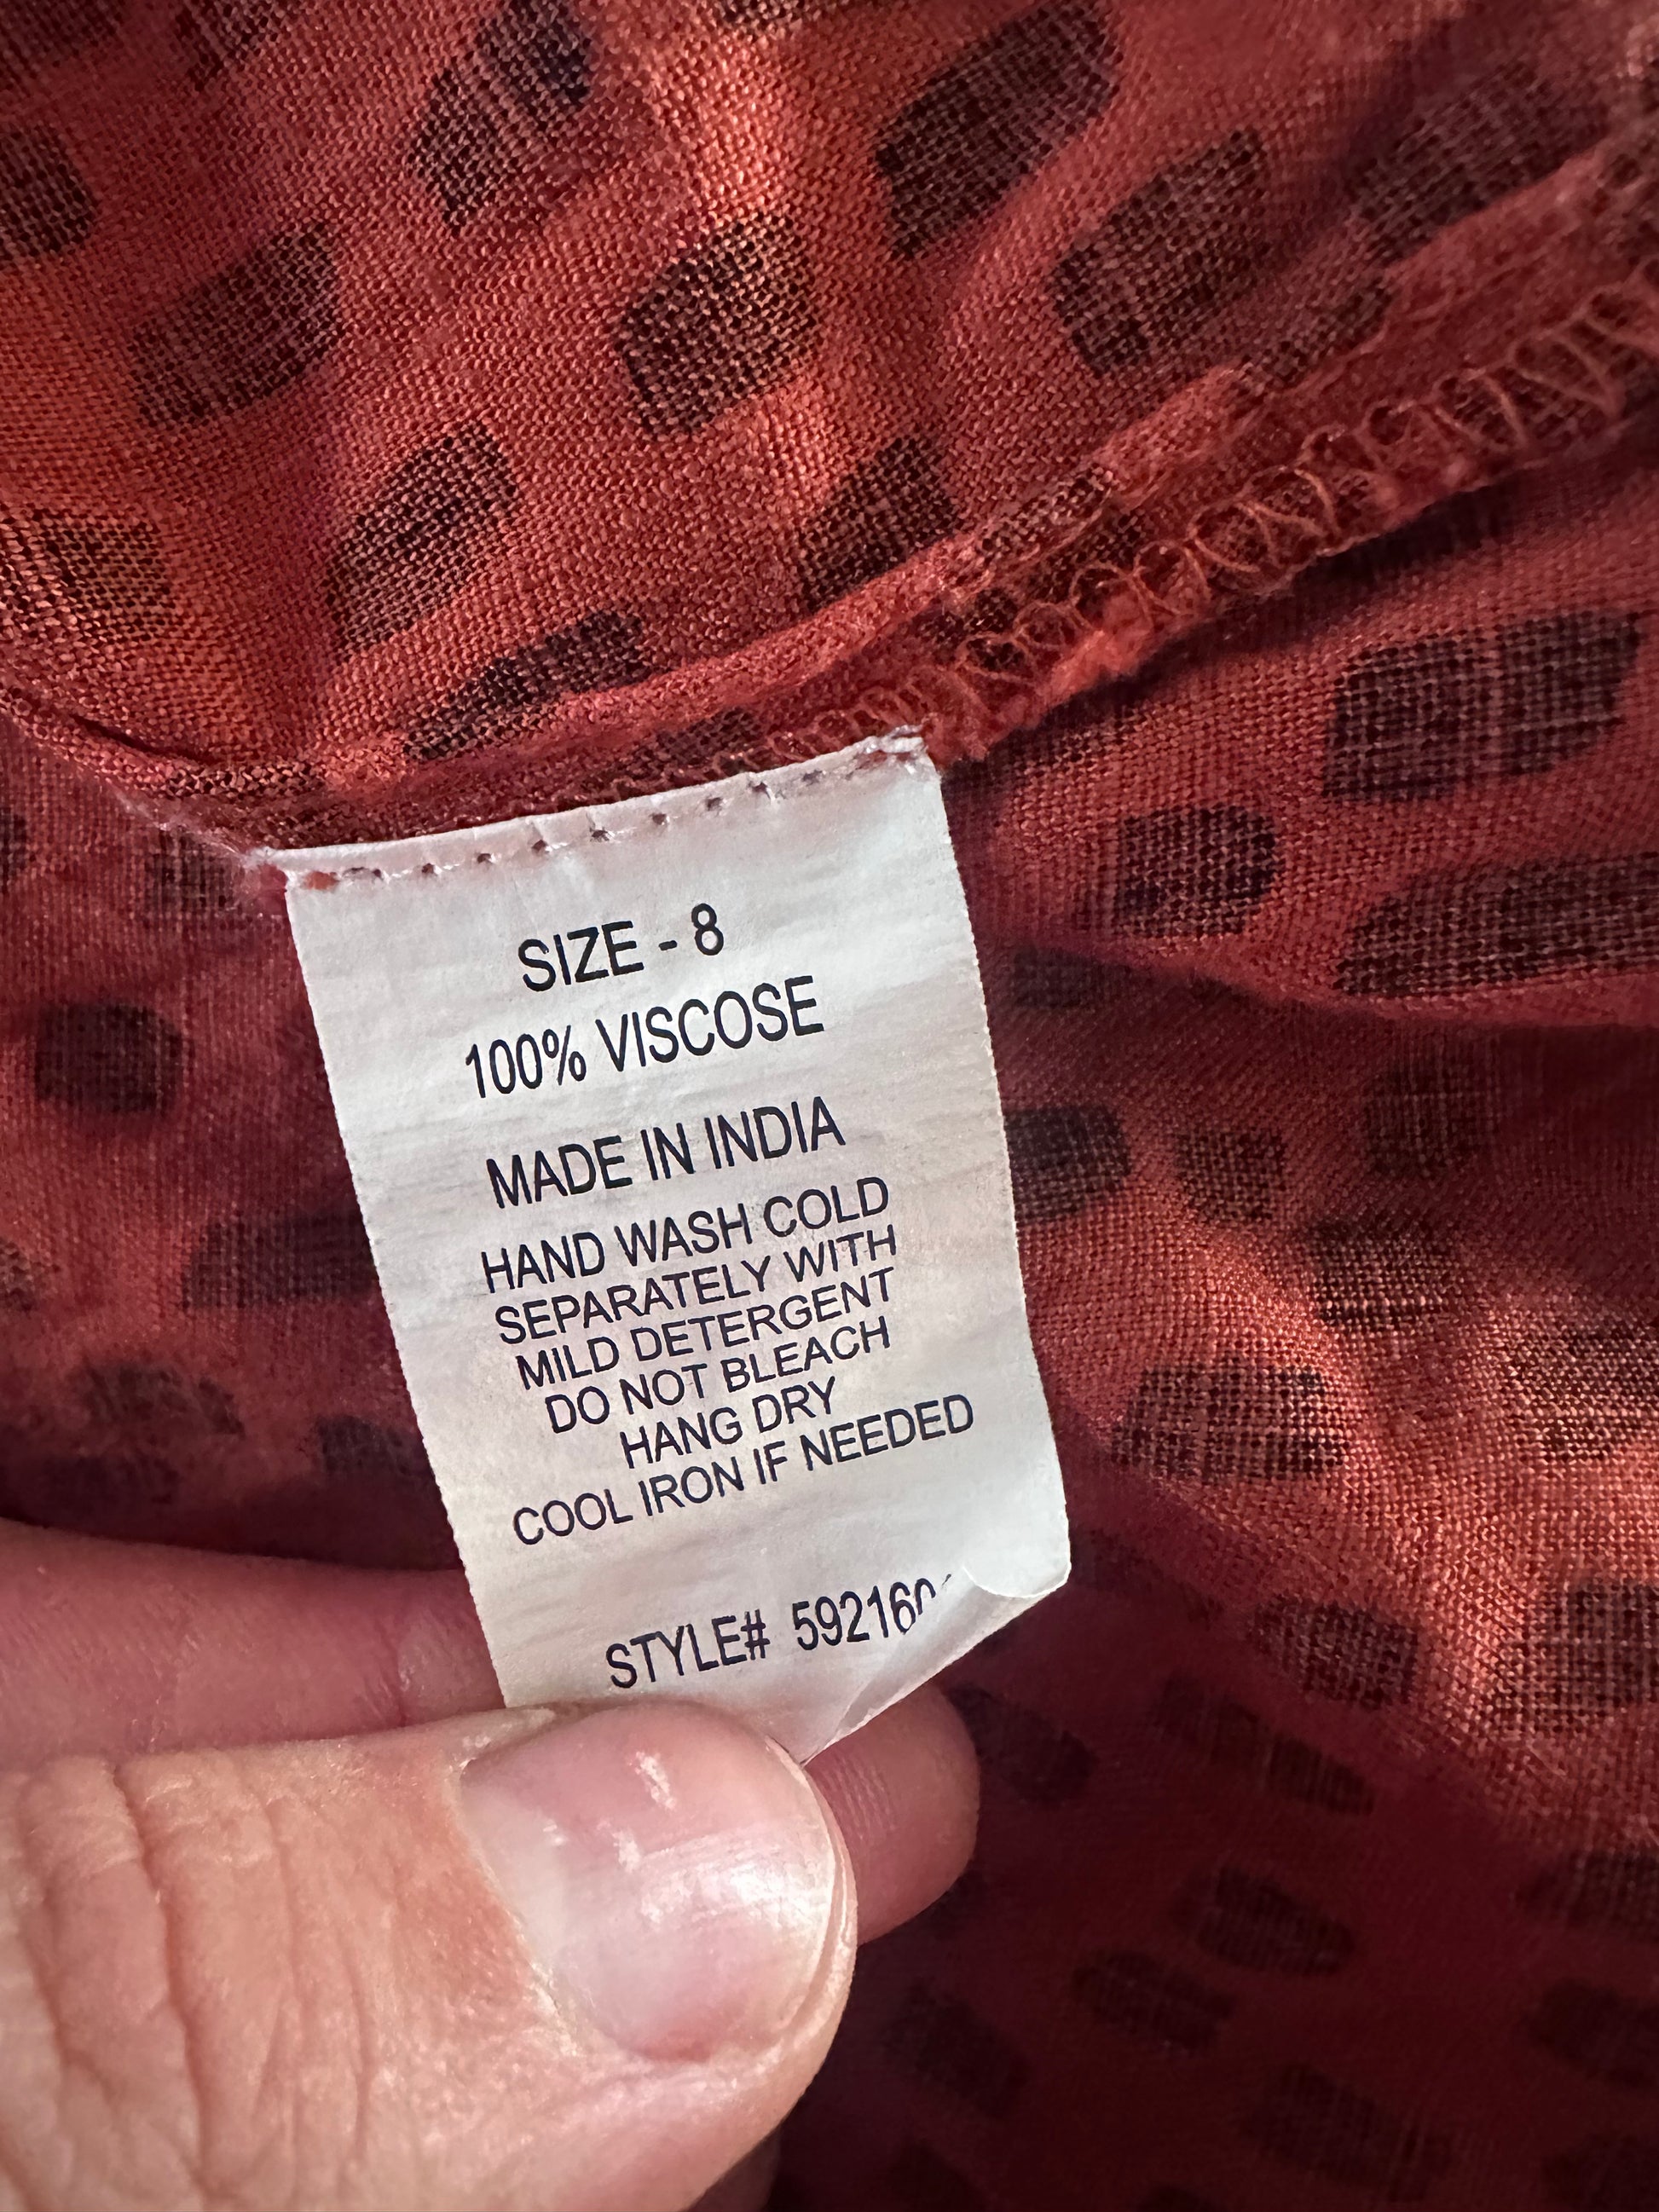 SIZE - 8
100% VISCOSE
MADE IN INDIA
HAND WASH COLD
SEPARATELY WITH
MILD DETERGENT
DO NOT BLEACH
HANG DRY
COOL IRON IF NEEDED
STYLE#